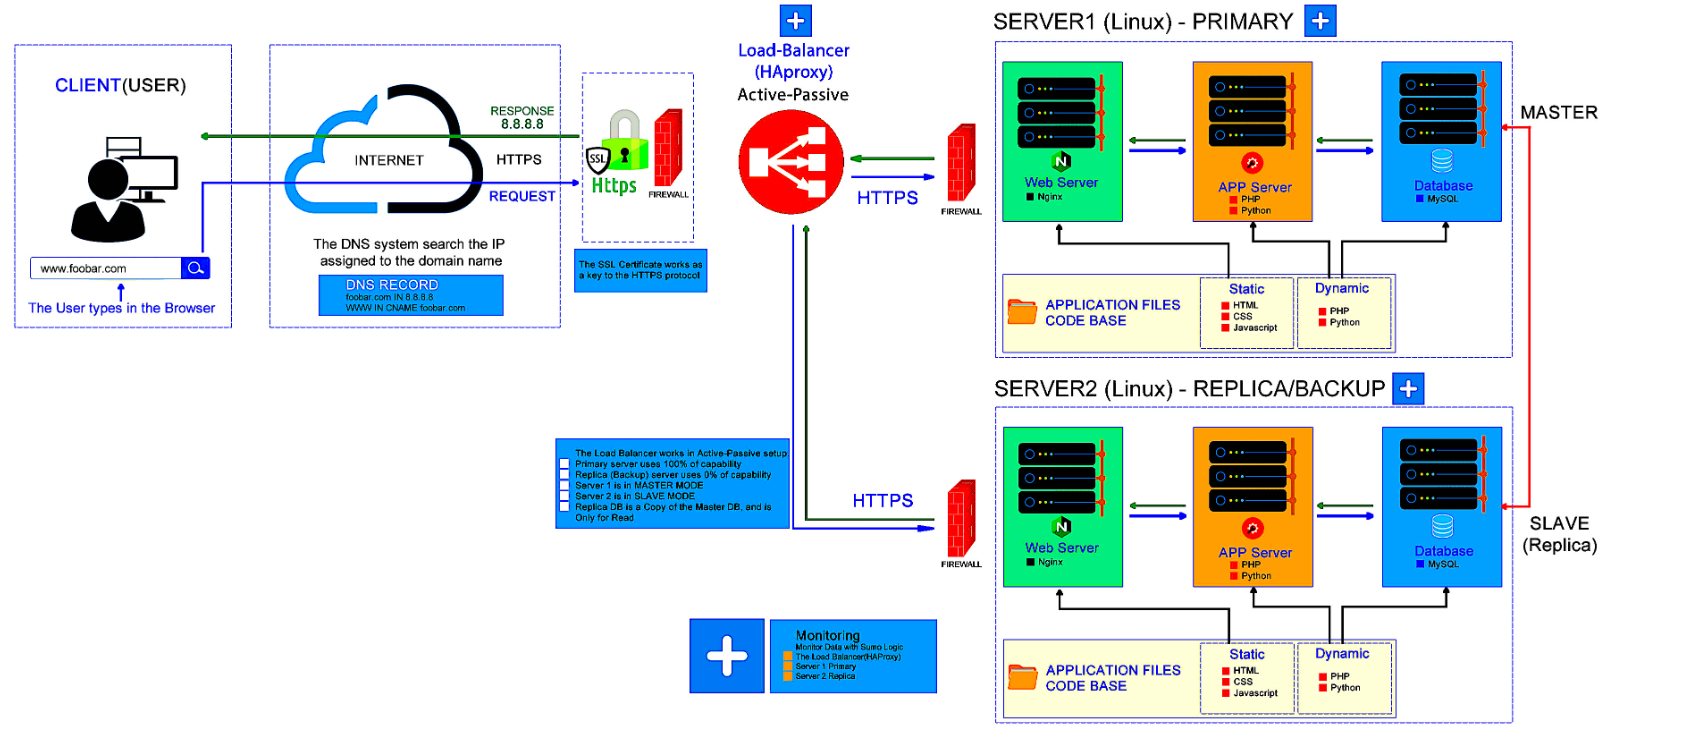 CLIENT(USER)
www.foobar.com
The User types in the Browser
RESPONSE
8.8.8.8
INTERNET
HTTPS
REQUEST
The DNS system search the IP
assigned to the domain name
DNS RECORD
foobar.com IN 8.8.8.8
WWW IN CNAME foobar.com
SSL
Https
FIREWALL
The SSL Certificate works as
a key to the HTTPS protocol
Load-Balancer
(HAproxy)
Active-Passive
HTTPS
FIREWALL
SERVER1 (Linux) - PRIMARY
Web Server
Nginx
APP Server
PHP
Python
Database
MySQL
MASTER
APPLICATION FILES
CODE BASE
Static
HTML
CSS
Javascript
Dynamic
PHP
Python
The Load Balancer works in Active-Passive setup
Primary server uses 100% of capability
Replica (Backup) server uses 0% of capability
Server 1 is in MASTER MODE
Server 2 is in SLAVE MODE
Replica DB is a Copy of the Master DB, and is
Only for Read
HTTPS
FIREWALL
SERVER2 (Linux) - REPLICA/BACKUP
Web Server
Nginx
APP Server
PHP
Python
Database
MySQL
SLAVE
(Replica)
APPLICATION FILES
CODE BASE
Static
HTML
CSS
Javascript
Dynamic
PHP
Python
Monitoring
Monitor Data with Sumo Logic
The Load Balancer(HAProxy)
Server 1 Primary
Server 2 Replica